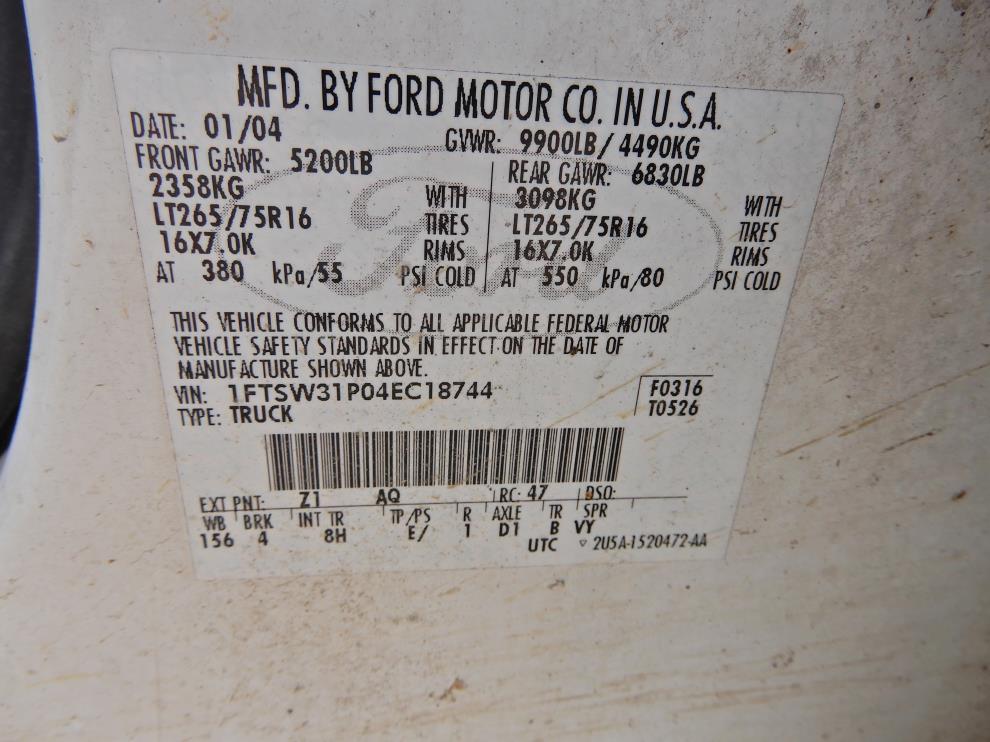 MFD. BY FORD MOTOR CO. IN U.S.A.
DATE: 01/04 GVWR: 9900LB/ 4490KG
FRONT GAWR: 5200LB REAR GAWR: 6830LB
2358KG WITH 3098KG WITH
LT265/75R16 TIRES LT265/75R16 TIRES
16X7.0K RIMS 16X7.0K RIMS
AT 380 kPa/55 PSI COLD AT 550 kPa/80 PSI COLD
Ford
THIS VEHICLE CONFORMS TO ALL APPLICABLE FEDERAL MOTOR
VEHICLE SAFETY STANDARDS IN EFFECT ON THE DATE OF
MANUFACTURE SHOWN ABOVE.
VIN: 1FTSW31P04EC18744 F0316
TYPE: TRUCK T0526
EXT PNT: Z1 AQ RC: 47 DSO:
WB BRK INT TR TP/PS R AXLE TR SPR
156 4 8H E/ 1 D1 B VY
UTC ▿ 2U5A-1520472-AA